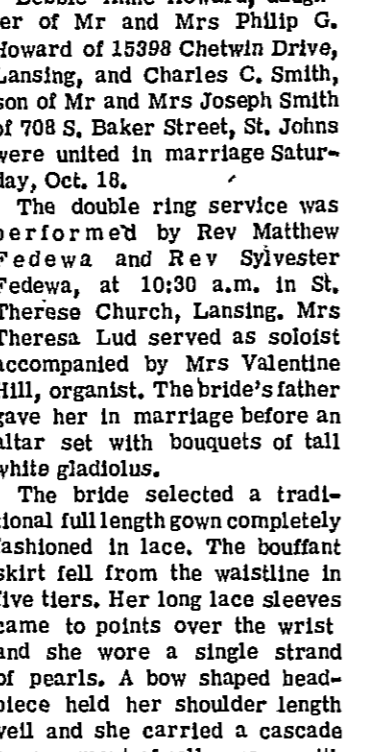 er of Mr and Mrs Philip G.
Howard of 15398 Chetwin Drive,
Lansing, and Charles C. Smith,
son of Mr and Mrs Joseph Smith
of 708 S. Baker Street, St. Johns
were united in marriage Satur-
day, Oct. 18.
The double ring service was
performed by Rev Matthew
Fedewa and Rev Sylvester
Fedewa, at 10:30 a.m. in St.
Therese Church, Lansing. Mrs
Theresa Lud served as soloist
accompanied by Mrs Valentine
Hill, organist. The bride's father
gave her in marriage before an
altar set with bouquets of tall
white gladiolus.
The bride selected a tradi-
tional full length gown completely
fashioned in lace. The bouffant
skirt fell from the waistline in
five tiers. Her long lace sleeves
came to points over the wrist
and she wore a single strand
of pearls. A bow shaped head-
piece held her shoulder length
veil and she carried a cascade